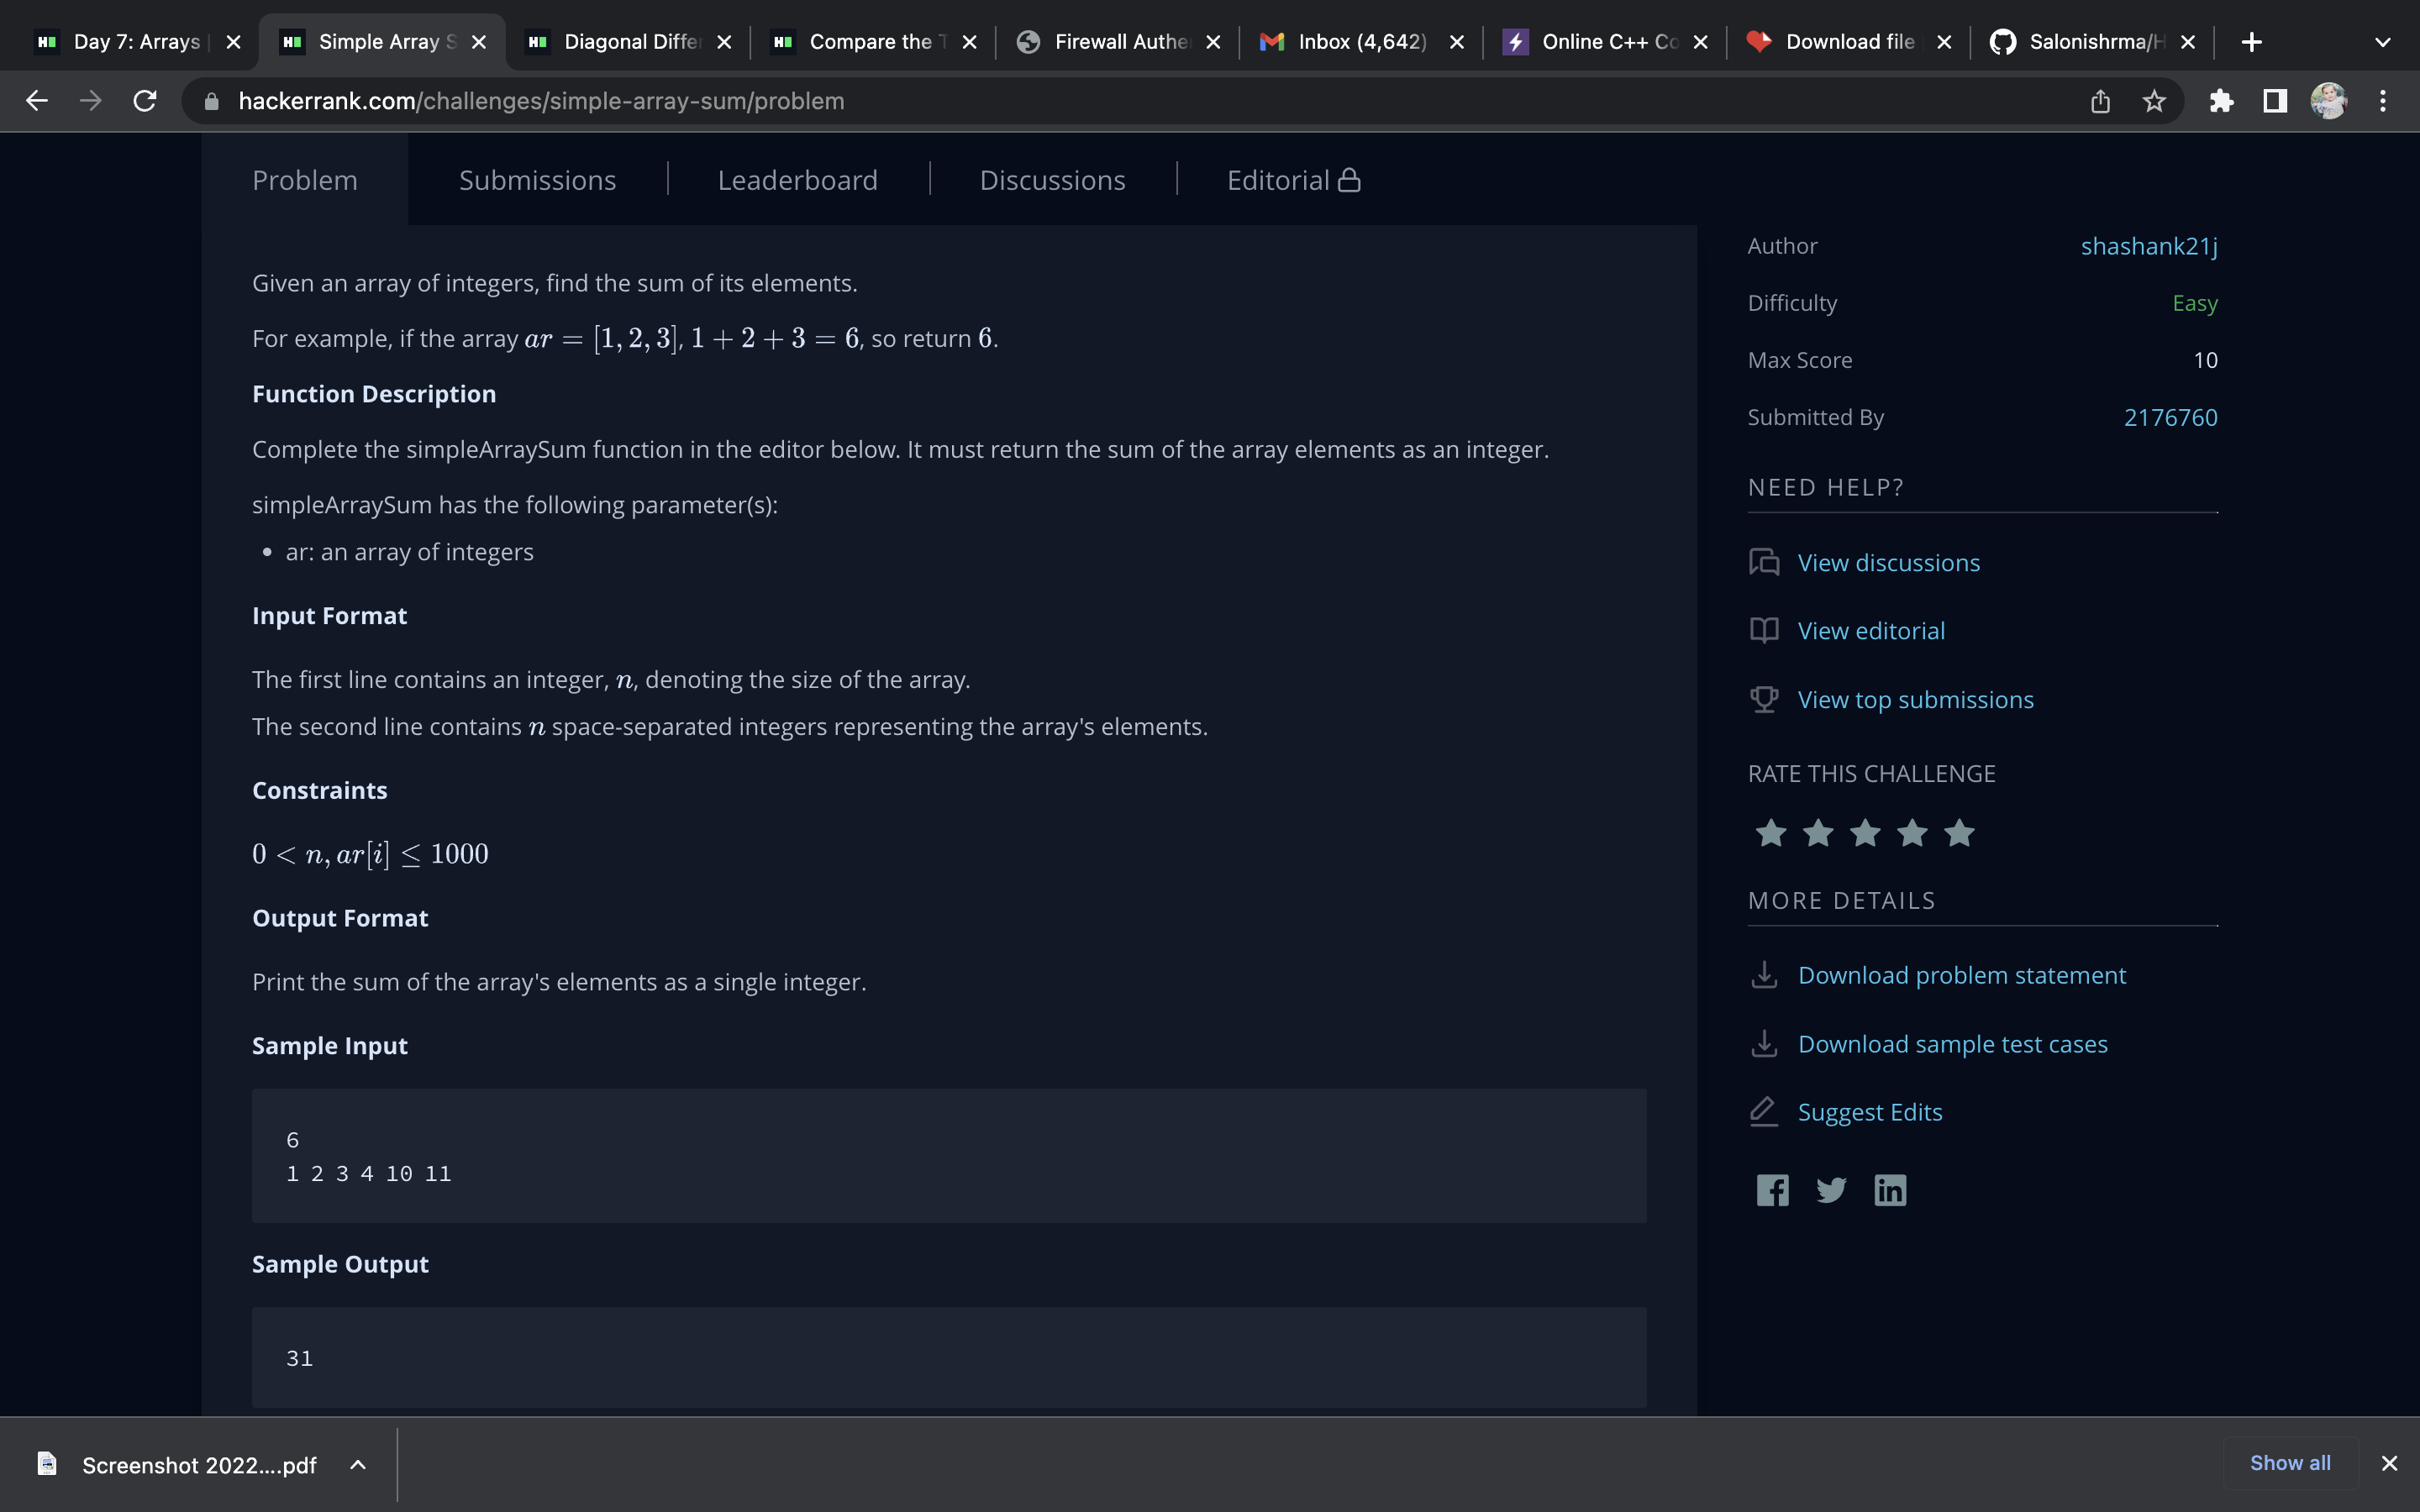 Day 7: Arrays
Simple Array S
Diagonal Differ
Compare the T
Firewall Authe
Inbox (4,642)
Online C++ Co
Download file
Salonishrma/H
hackerrank.com/challenges/simple-array-sum/problem
Problem
Submissions
Leaderboard
Discussions
Editorial
Given an array of integers, find the sum of its elements.
For example, if the array ar = [1, 2, 3], 1 + 2 + 3 = 6, so return 6.
Function Description
Complete the simpleArraySum function in the editor below. It must return the sum of the array elements as an integer.
simpleArraySum has the following parameter(s):
• ar: an array of integers
Input Format
The first line contains an integer, n, denoting the size of the array.
The second line contains n space-separated integers representing the array's elements.
Constraints
0 < n, ar[i] ≤ 1000
Output Format
Print the sum of the array's elements as a single integer.
Sample Input
6
1 2 3 4 10 11
Sample Output
31
Author shashank21j
Difficulty Easy
Max Score 10
Submitted By 2176760
NEED HELP?
View discussions
View editorial
View top submissions
RATE THIS CHALLENGE
MORE DETAILS
Download problem statement
Download sample test cases
Suggest Edits
Screenshot 2022....pdf
Show all